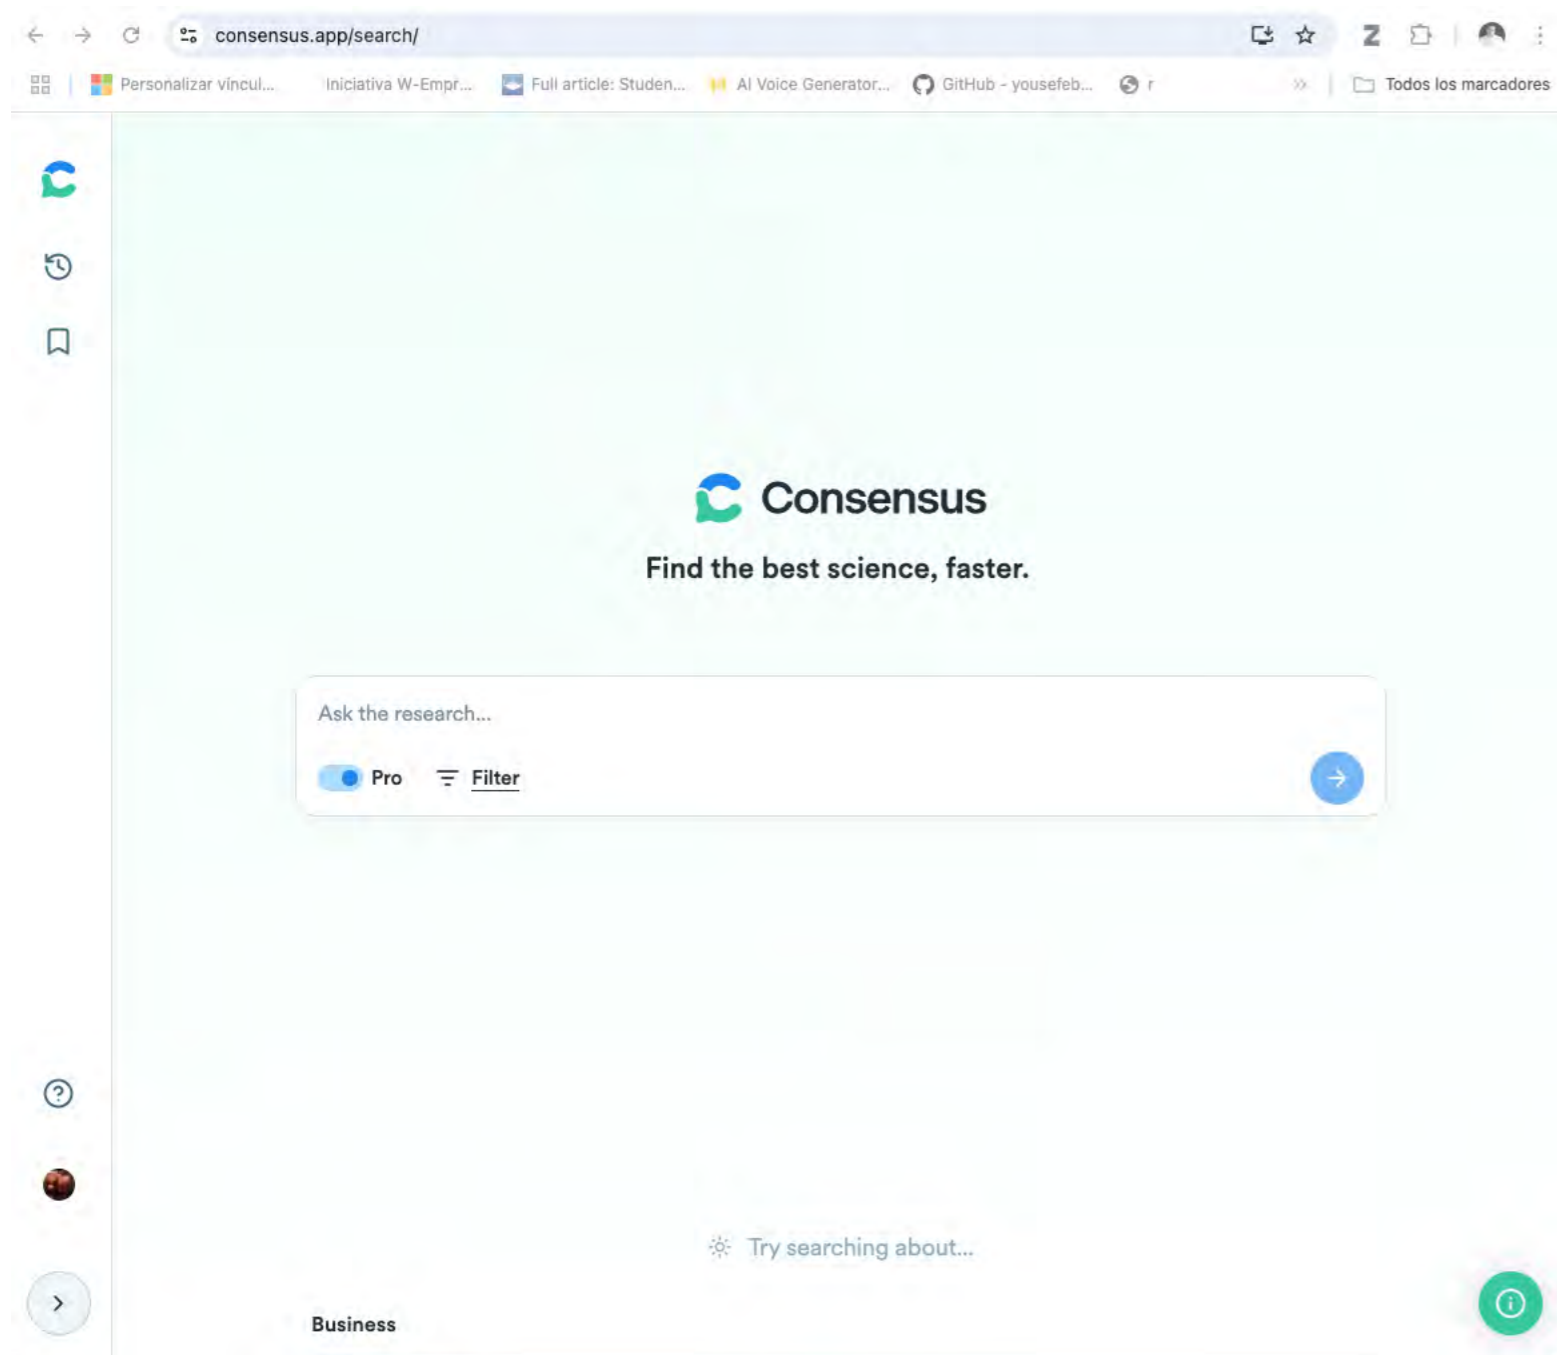 consensus.app/search/
Personalizar víncul... Iniciativa W-Empr... Full article: Studen... AI Voice Generator... GitHub - yousefeb... r Todos los marcadores
Consensus
Find the best science, faster.
Ask the research...
Pro Filter
Try searching about...
Business